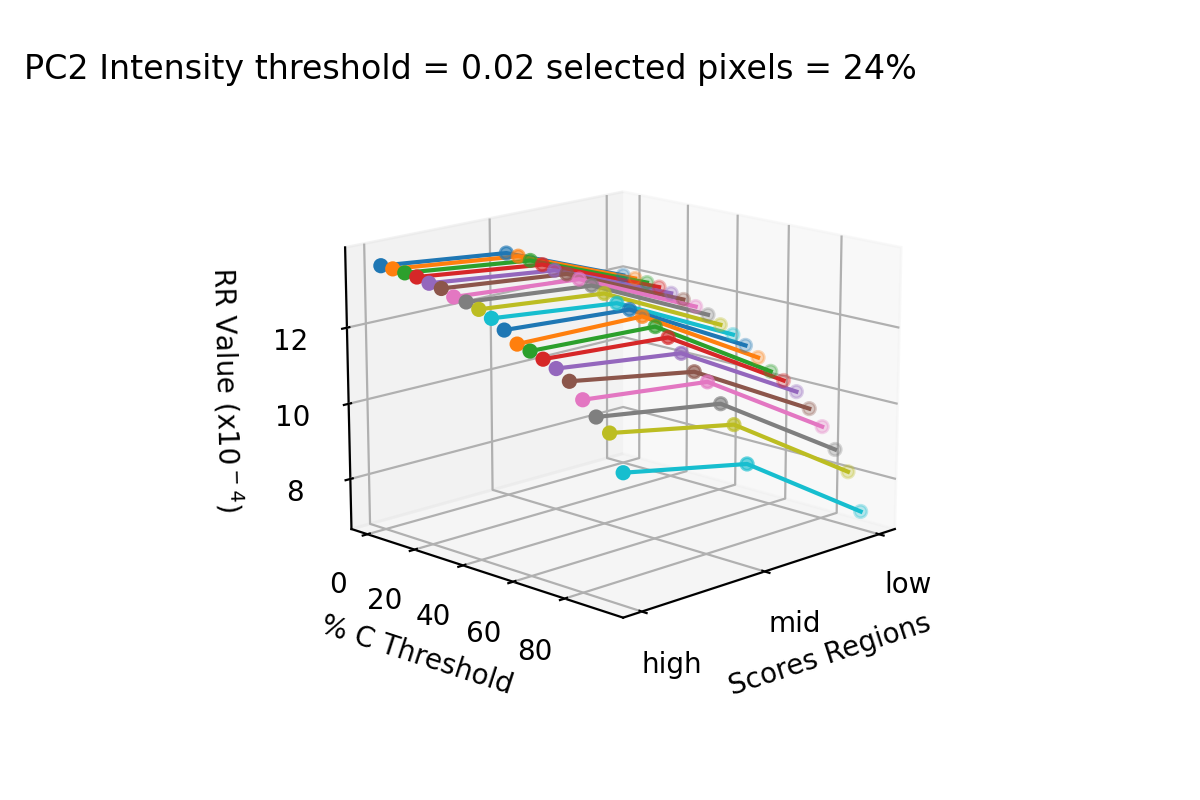 PC2 Intensity threshold = 0.02 selected pixels = 24%
RR Value (x10⁻⁴)
12
10
8
0
20
40
60
80
% C Threshold
high
mid
low
Scores Regions